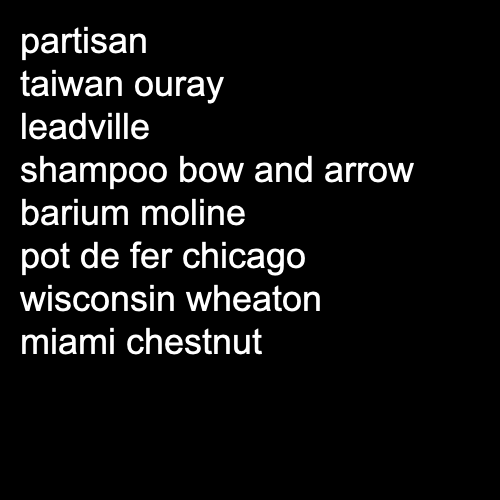 partisan
taiwan ouray
leadville
shampoo bow and arrow
barium moline
pot de fer chicago
wisconsin wheaton
miami chestnut